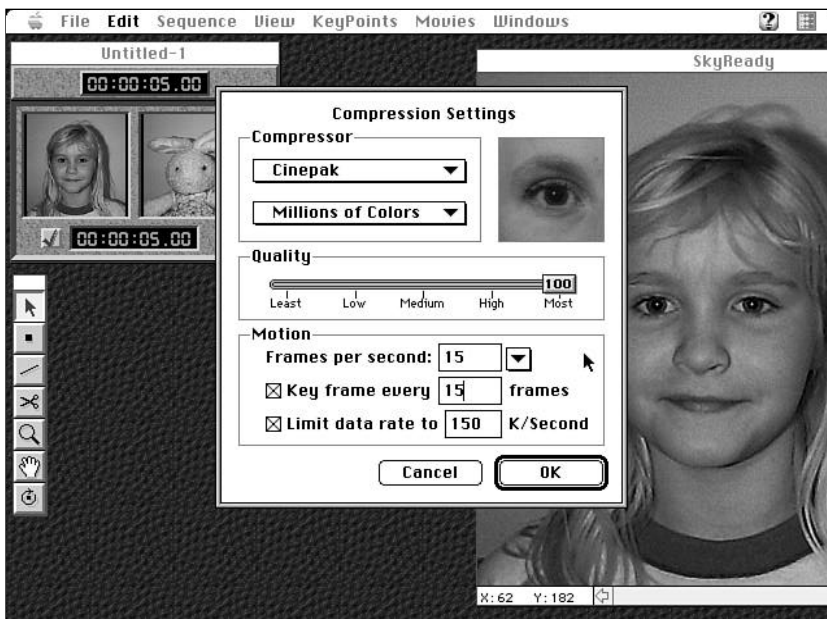 File Edit Sequence View KeyPoints Movies Windows
Untitled-1
00:00:05.00
00:00:05.00
SkyReady
Compression Settings
Compressor
Cinepak
Millions of Colors
Quality
100
Least Low Medium High Most
Motion
Frames per second: 15
Key frame every 15 frames
Limit data rate to 150 K/Second
Cancel OK
X:62 Y:182